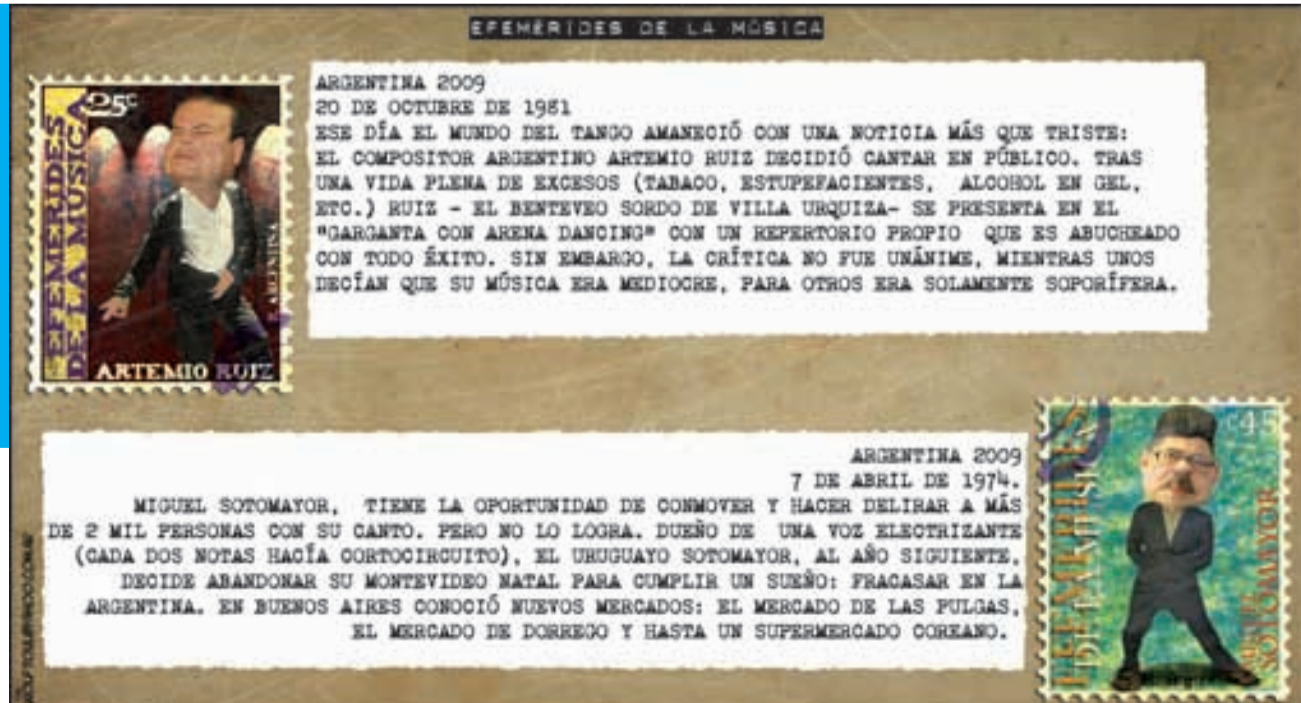 EFEMÉRIDES DE LA MÚSICA
25c
EFEMÉRIDES
DE LA MÚSICA
R. ARGENTINA
ARTEMIO RUIZ
ARGENTINA 2009
20 DE OCTUBRE DE 1981
ESE DÍA EL MUNDO DEL TANGO AMANECIÓ CON UNA NOTICIA MÁS QUE TRISTE:
EL COMPOSITOR ARGENTINO ARTEMIO RUIZ DECIDIÓ CANTAR EN PÚBLICO. TRAS
UNA VIDA PLENA DE EXCESOS (TABACO, ESTUPEFACIENTES, ALCOHOL EN GEL,
ETC.) RUIZ - EL BENTEVEO SORDO DE VILLA URQUIZA- SE PRESENTA EN EL
"GARGANTA CON ARENA DANCING" CON UN REPERTORIO PROPIO QUE ES ABUCHEADO
CON TODO ÉXITO. SIN EMBARGO, LA CRÍTICA NO FUE UNÁNIME, MIENTRAS UNOS
DECÍAN QUE SU MÚSICA ERA MEDIOCRE, PARA OTROS ERA SOLAMENTE SOPORÍFERA.
ARGENTINA 2009
7 DE ABRIL DE 1974.
MIGUEL SOTOMAYOR, TIENE LA OPORTUNIDAD DE CONMOVER Y HACER DELIRAR A MÁS
DE 2 MIL PERSONAS CON SU CANTO. PERO NO LO LOGRA. DUEÑO DE UNA VOZ ELECTRIZANTE
(CADA DOS NOTAS HACÍA CORTOCIRCUITO), EL URUGUAYO SOTOMAYOR, AL AÑO SIGUIENTE,
DECIDE ABANDONAR SU MONTEVIDEO NATAL PARA CUMPLIR UN SUEÑO: FRACASAR EN LA
ARGENTINA. EN BUENOS AIRES CONOCIÓ NUEVOS MERCADOS: EL MERCADO DE LAS PULGAS,
EL MERCADO DE DORREGO Y HASTA UN SUPERMERCADO COREANO.
c45
EFEMÉRIDES
DE LA MÚSICA
SOTOMAYOR